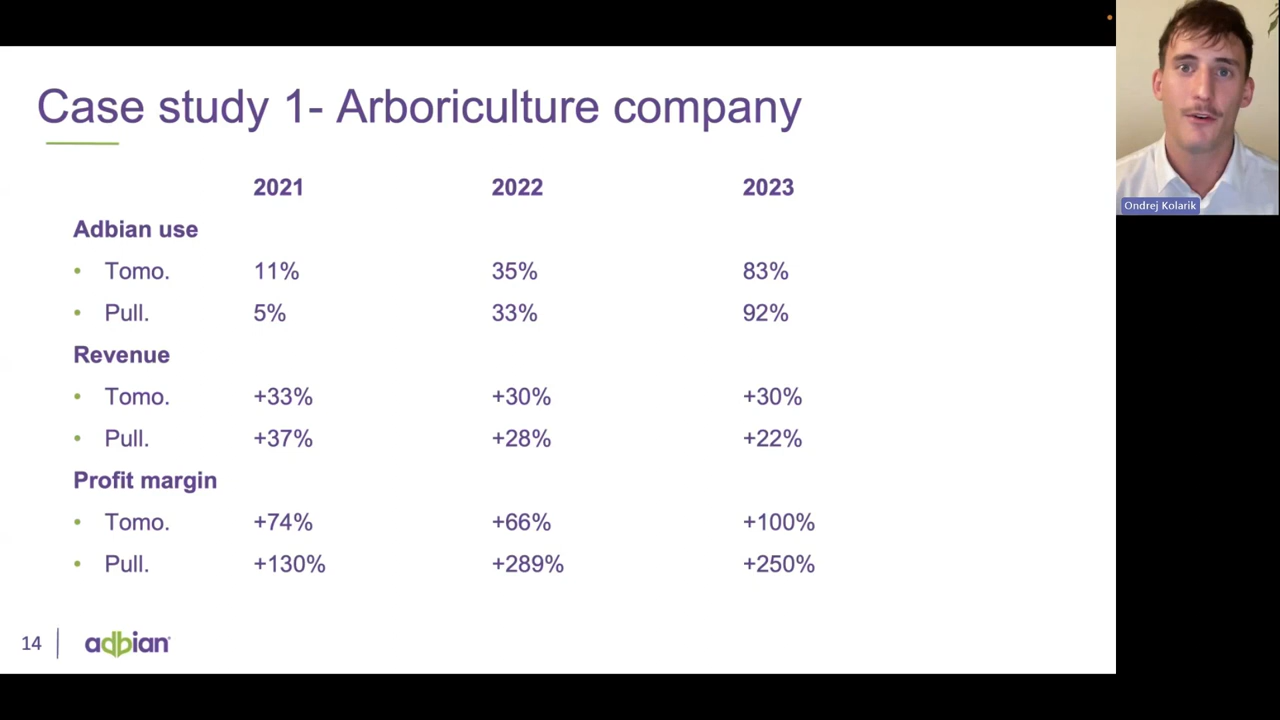 Case study 1- Arboriculture company
2021 2022 2023
Adbian use
• Tomo. 11% 35% 83%
• Pull. 5% 33% 92%
Revenue
• Tomo. +33% +30% +30%
• Pull. +37% +28% +22%
Profit margin
• Tomo. +74% +66% +100%
• Pull. +130% +289% +250%
14 adbian
Ondrej Kolarik